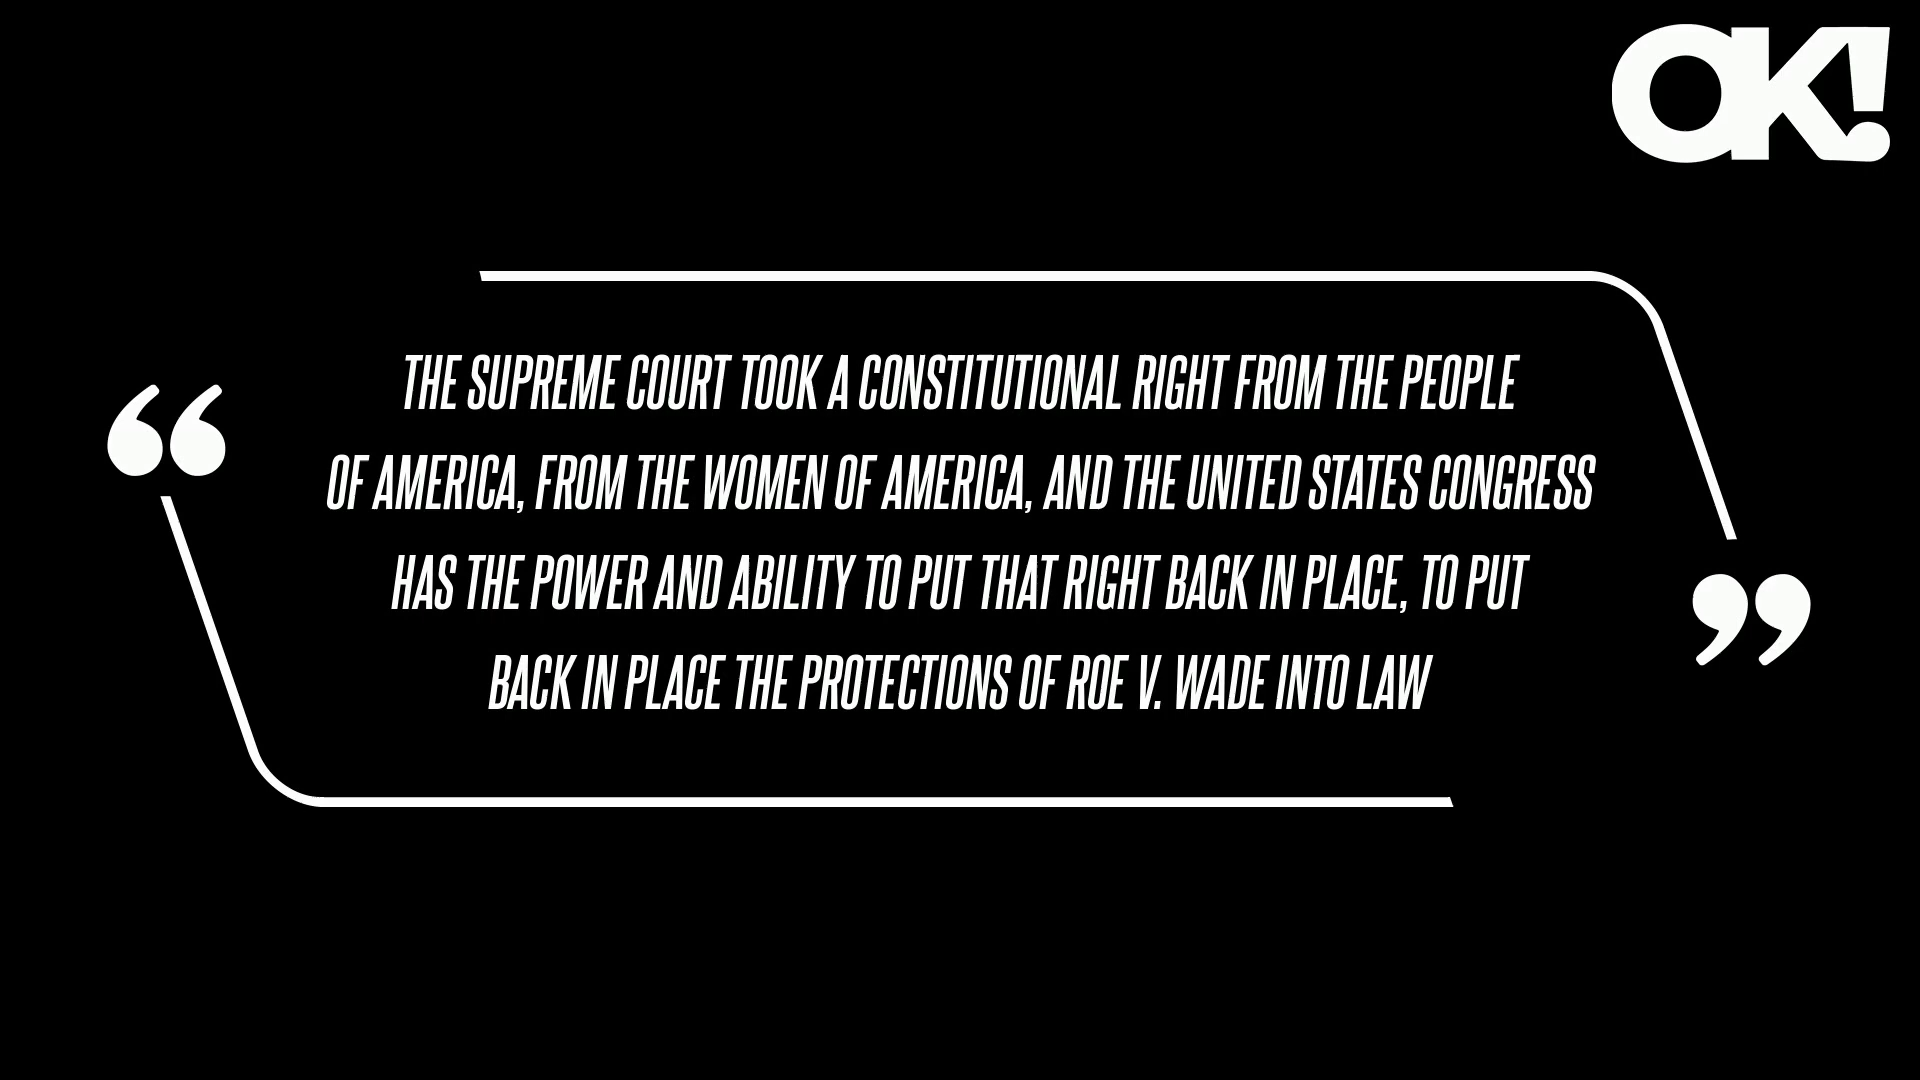 OK!
“
THE SUPREME COURT TOOK A CONSTITUTIONAL RIGHT FROM THE PEOPLE
OF AMERICA, FROM THE WOMEN OF AMERICA, AND THE UNITED STATES CONGRESS
HAS THE POWER AND ABILITY TO PUT THAT RIGHT BACK IN PLACE, TO PUT
BACK IN PLACE THE PROTECTIONS OF ROE V. WADE INTO LAW
”